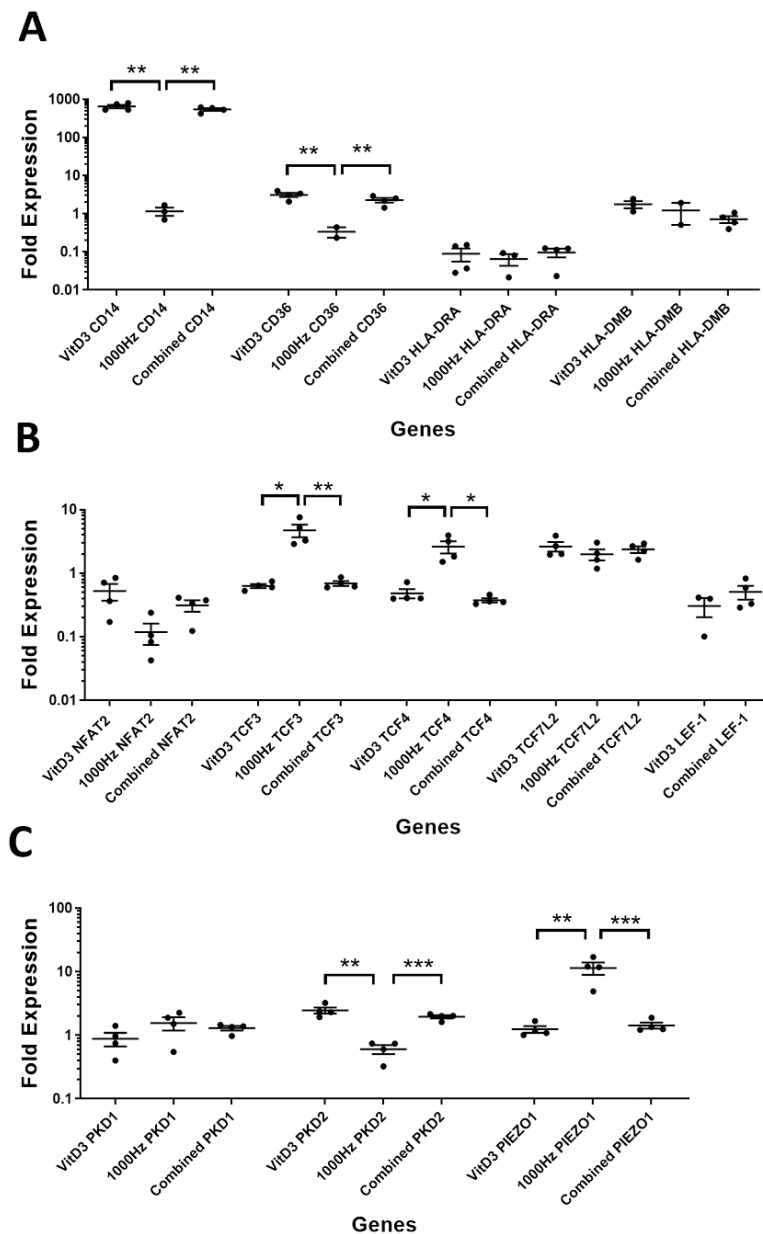 A
** **
1000
** **
100
10
1
0.1
0.01
Fold Expression
VitD3 CD14
1000Hz CD14
Combined CD14
VitD3 CD36
1000Hz CD36
Combined CD36
VitD3 HLA-DRA
1000Hz HLA-DRA
Combined HLA-DRA
VitD3 HLA-DMB
1000Hz HLA-DMB
Combined HLA-DMB
Genes
B
* ** * *
10
1
0.1
0.01
Fold Expression
VitD3 NFAT2
1000Hz NFAT2
Combined NFAT2
VitD3 TCF3
1000Hz TCF3
Combined TCF3
VitD3 TCF4
1000Hz TCF4
Combined TCF4
VitD3 TCF7L2
1000Hz TCF7L2
Combined TCF7L2
VitD3 LEF-1
Combined LEF-1
Genes
C
100
** ***
** ***
10
1
0.1
Fold Expression
VitD3 PKD1
1000Hz PKD1
Combined PKD1
VitD3 PKD2
1000Hz PKD2
Combined PKD2
VitD3 PIEZO1
1000Hz PIEZO1
Combined PIEZO1
Genes